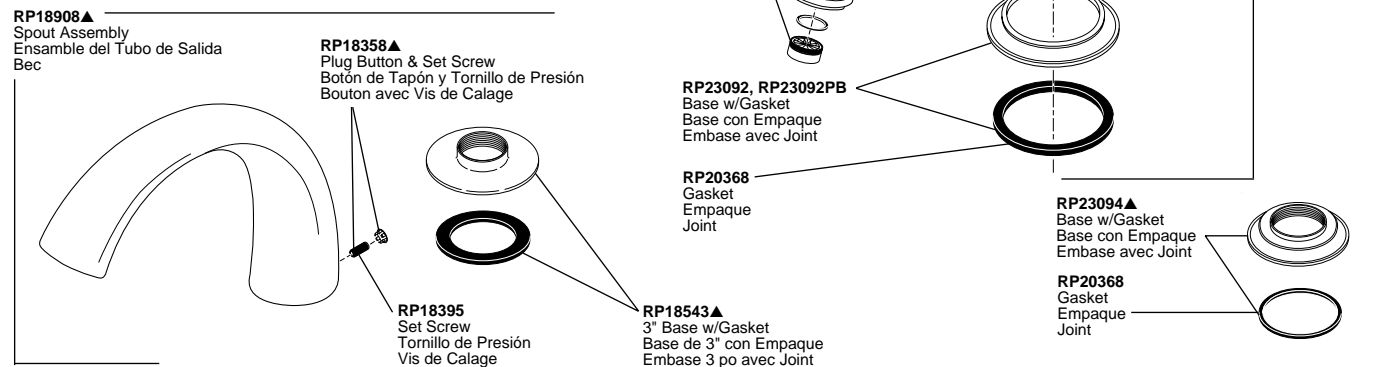 RP18908▲
Spout Assembly
Ensamble del Tubo de Salida
Bec
RP18358▲
Plug Button & Set Screw
Botón de Tapón y Tornillo de Presión
Bouton avec Vis de Calage
RP18395
Set Screw
Tornillo de Presión
Vis de Calage
RP18543▲
3" Base w/Gasket
Base de 3" con Empaque
Embase 3 po avec Joint
RP23092, RP23092PB
Base w/Gasket
Base con Empaque
Embase avec Joint
RP20368
Gasket
Empaque
Joint
RP23094▲
Base w/Gasket
Base con Empaque
Embase avec Joint
RP20368
Gasket
Empaque
Joint